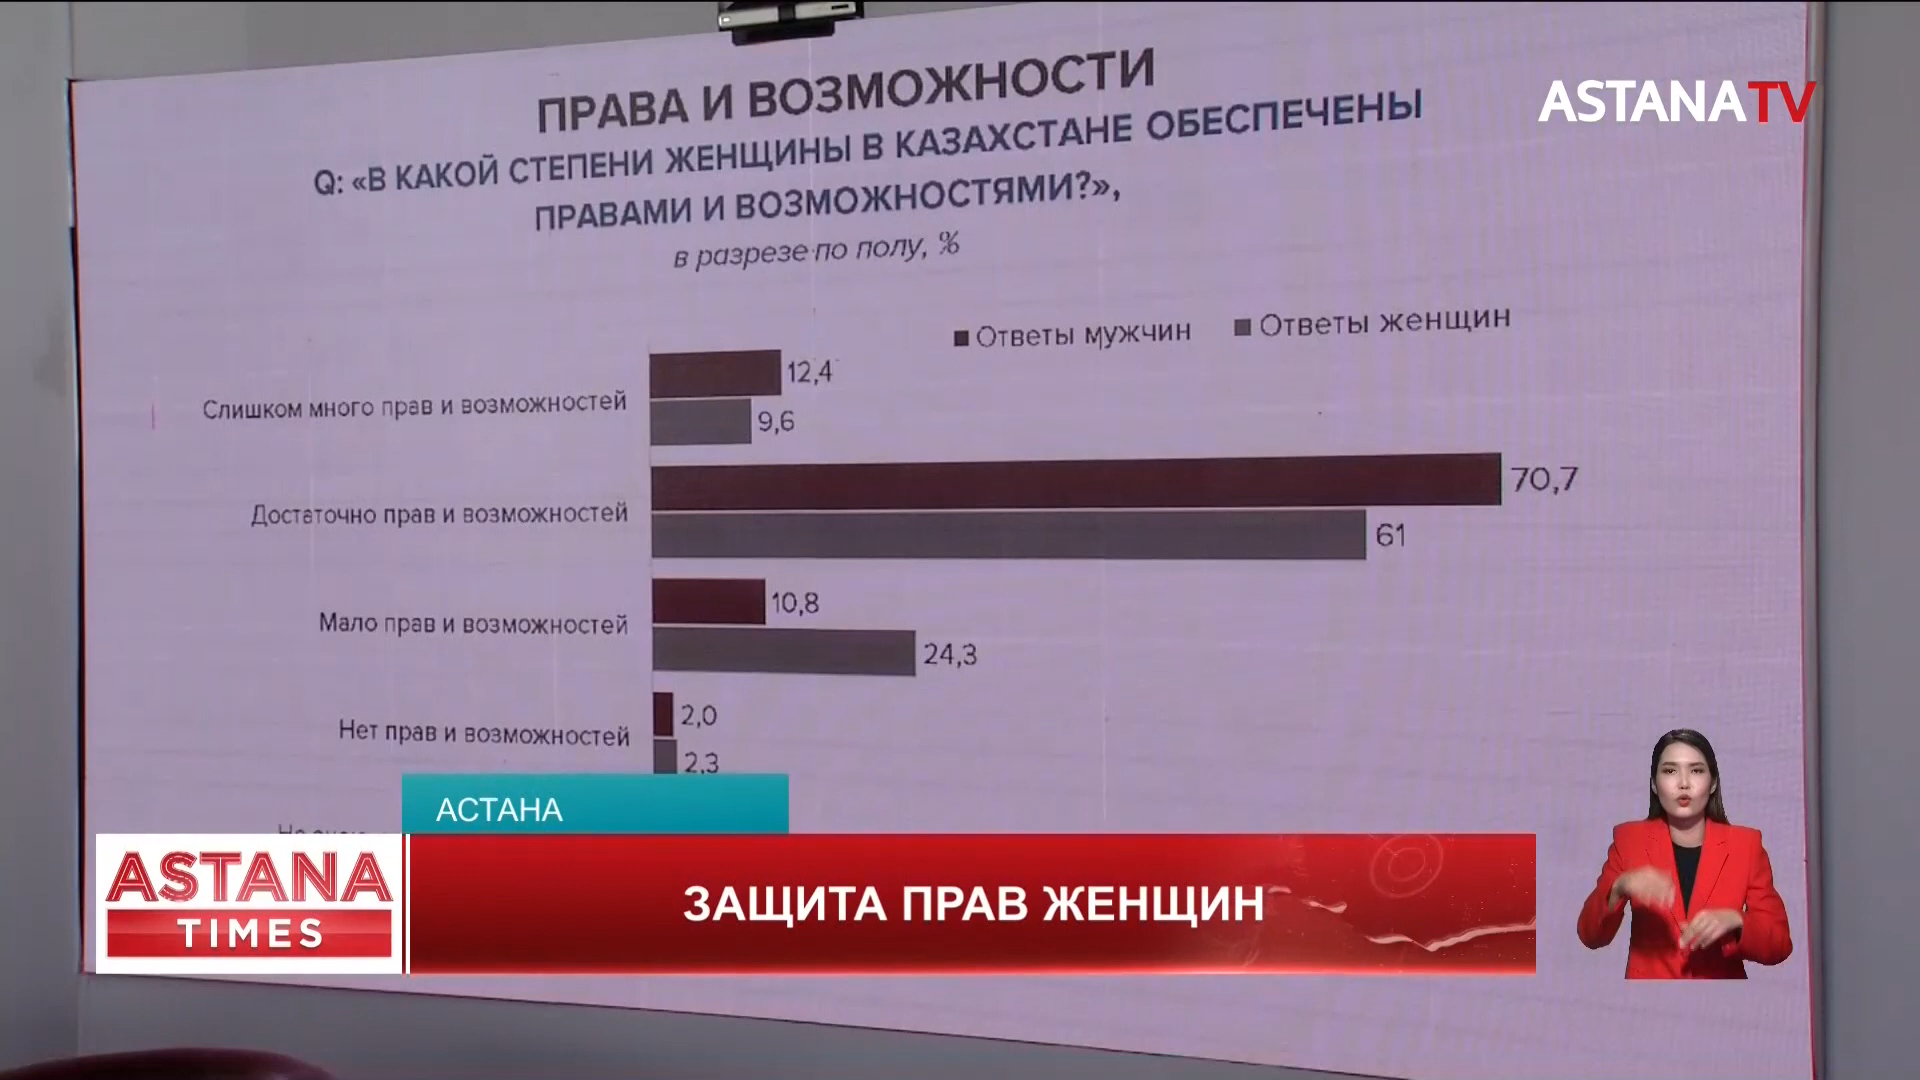 ПРАВА И ВОЗМОЖНОСТИ
ASTANATV
Q: «В КАКОЙ СТЕПЕНИ ЖЕНЩИНЫ В КАЗАХСТАНЕ ОБЕСПЕЧЕНЫ
ПРАВАМИ И ВОЗМОЖНОСТЯМИ?»,
в разрезе по полу, %
Ответы мужчин Ответы женщин
Слишком много прав и возможностей
12,4
9,6
Достаточно прав и возможностей
70,7
61
Мало прав и возможностей
10,8
24,3
Нет прав и возможностей
2,0
2,3
АСТАНА
ASTANA
TIMES
ЗАЩИТА ПРАВ ЖЕНЩИН